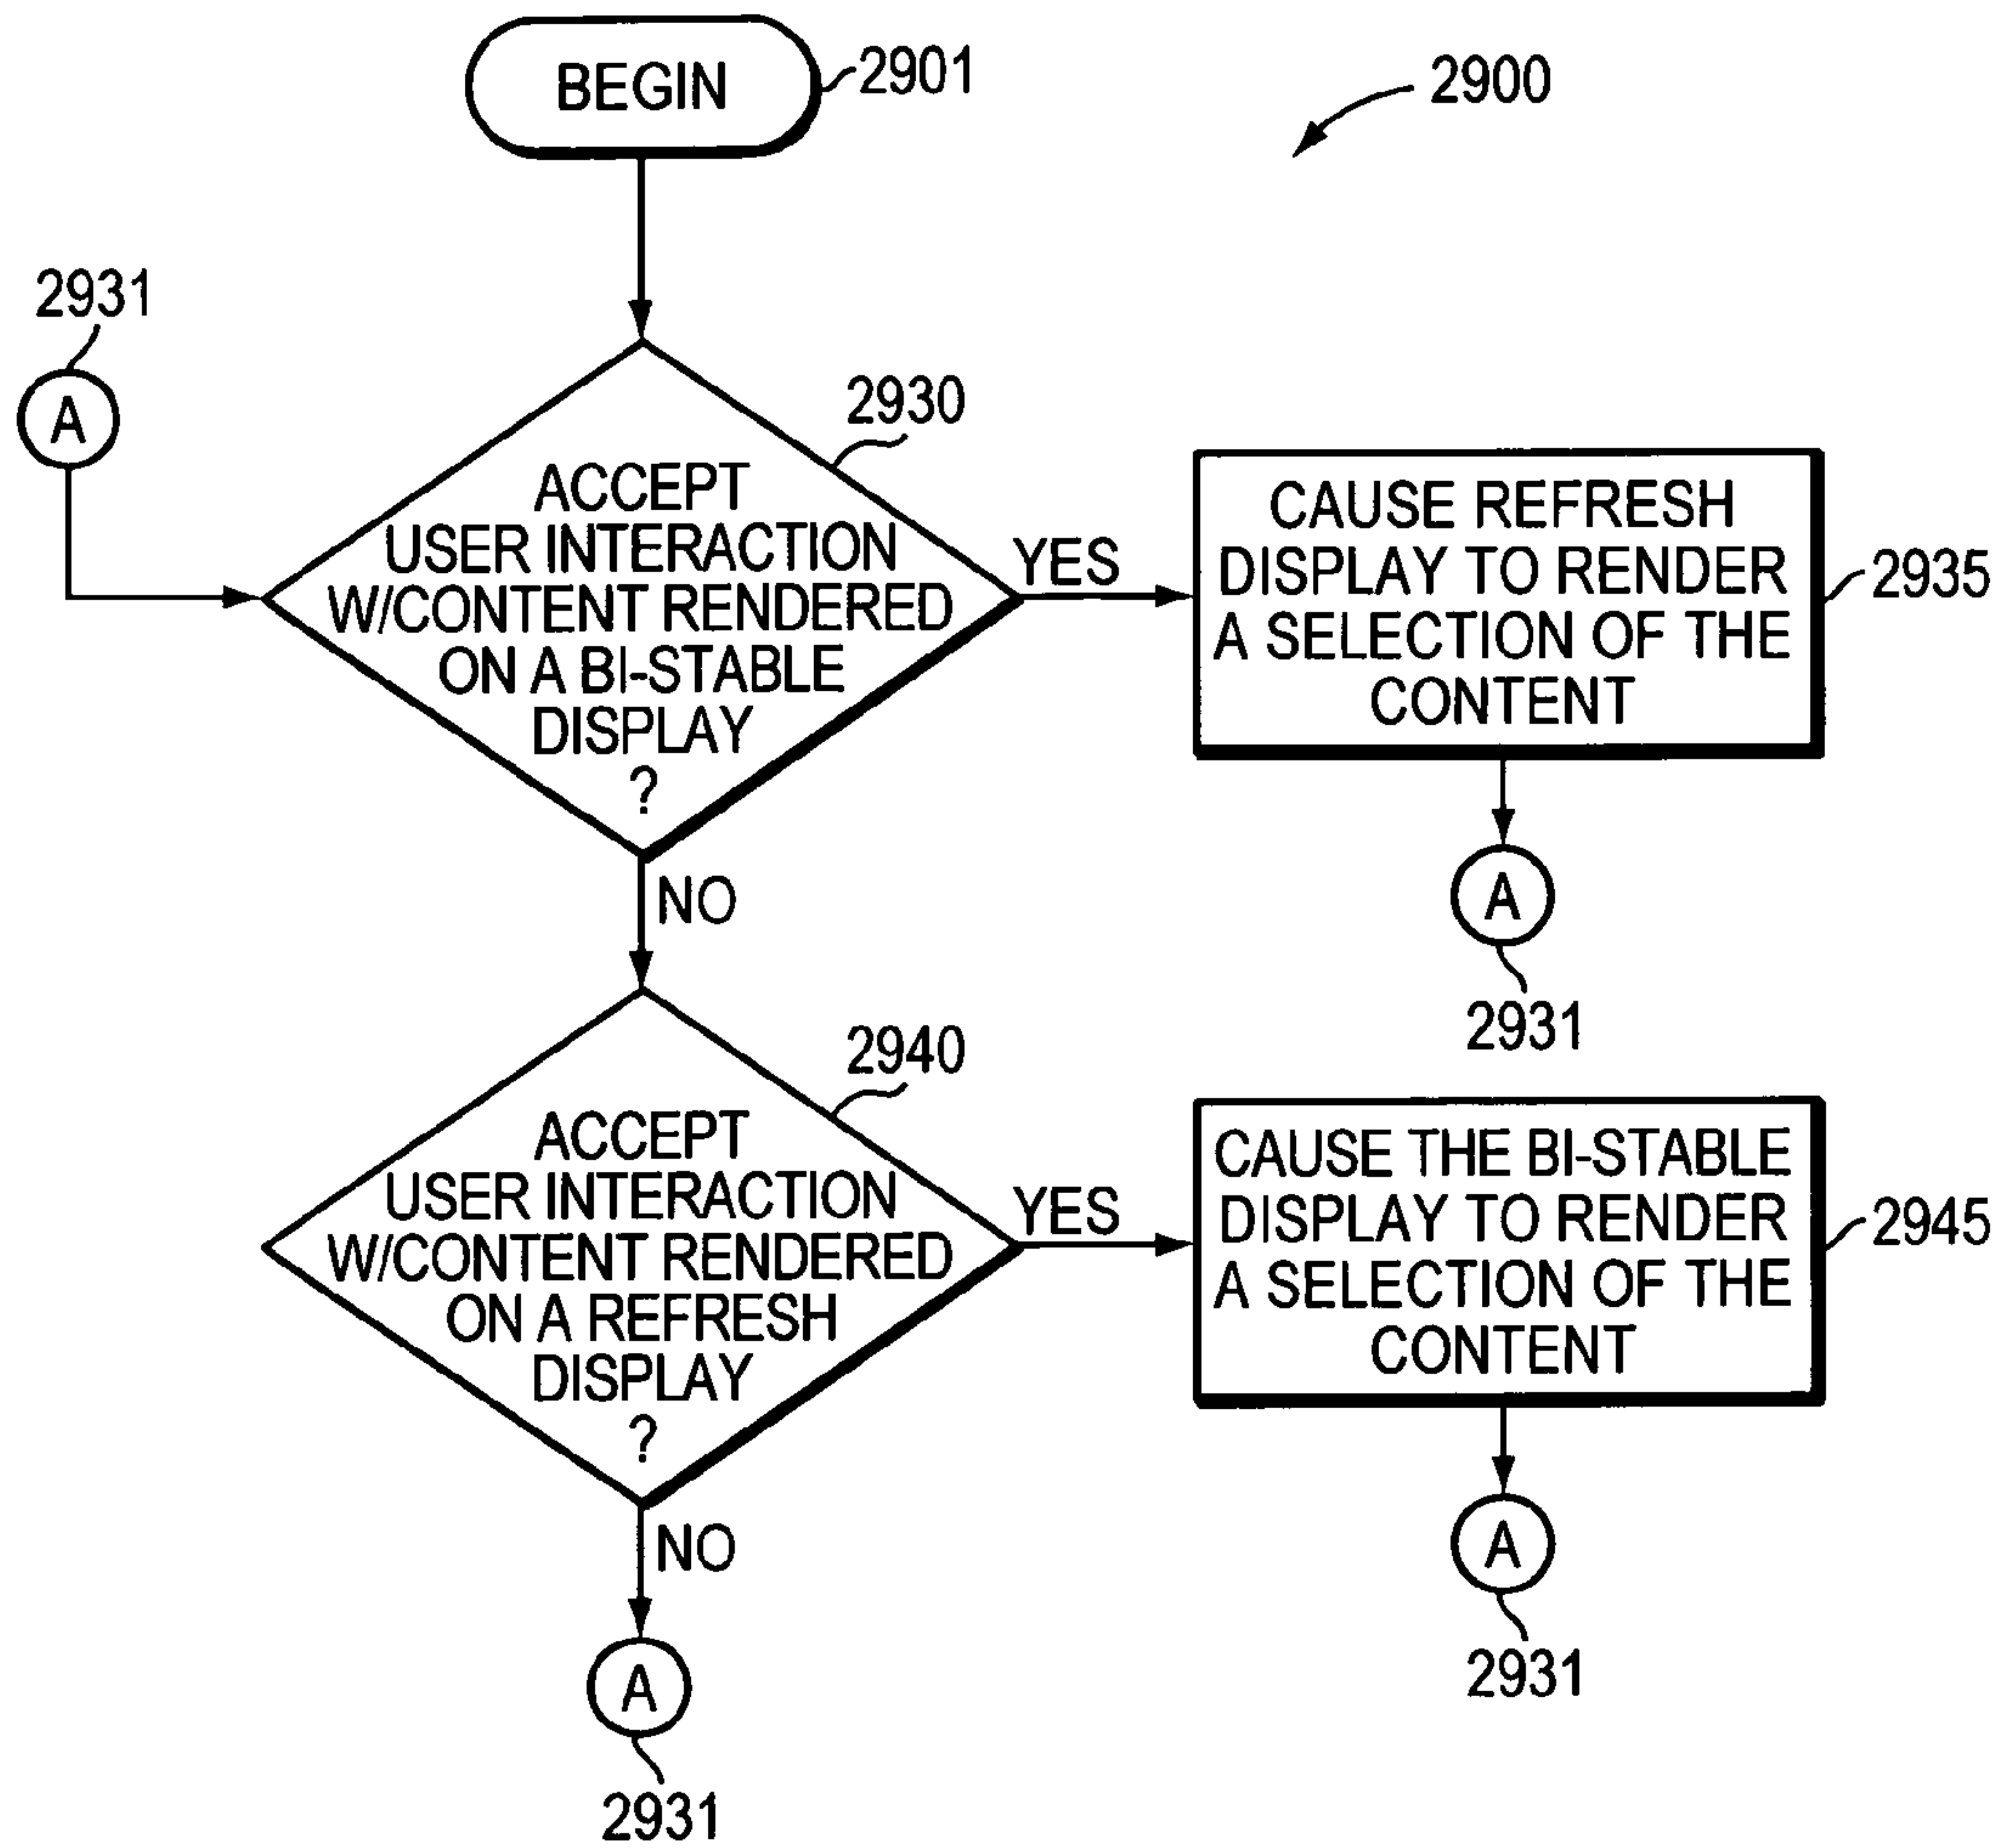 BEGIN
2901
2900
2931
A
2930
ACCEPT
USER INTERACTION
W/CONTENT RENDERED
ON A BI-STABLE
DISPLAY
?
YES
CAUSE REFRESH
DISPLAY TO RENDER
A SELECTION OF THE
CONTENT
2935
A
2931
NO
2940
ACCEPT
USER INTERACTION
W/CONTENT RENDERED
ON A REFRESH
DISPLAY
?
YES
CAUSE THE BI-STABLE
DISPLAY TO RENDER
A SELECTION OF THE
CONTENT
2945
A
2931
NO
A
2931